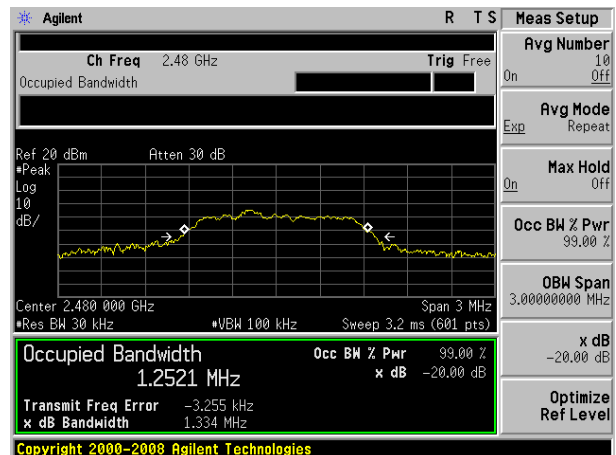 Agilent R T S Meas Setup
Ch Freq 2.48 GHz Trig Free
Occupied Bandwidth
Avg Number
10
On Off
Avg Mode
Exp Repeat
Max Hold
On Off
Occ BW % Pwr
99.00 %
OBW Span
3.00000000 MHz
x dB
-20.00 dB
Optimize
Ref Level
Ref 20 dBm Atten 30 dB
#Peak
Log
10
dB/
Center 2.480 000 GHz Span 3 MHz
#Res BW 30 kHz #VBW 100 kHz Sweep 3.2 ms (601 pts)
Occupied Bandwidth Occ BW % Pwr 99.00 %
1.2521 MHz x dB -20.00 dB
Transmit Freq Error -3.255 kHz
x dB Bandwidth 1.334 MHz
Copyright 2000-2008 Agilent Technologies